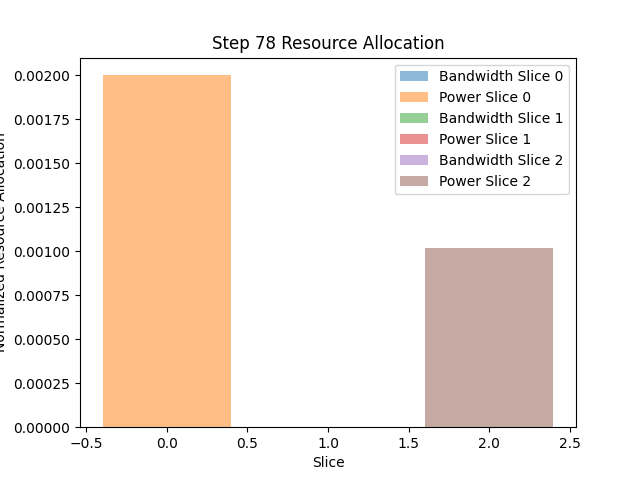 Step 78 Resource Allocation
Bandwidth Slice 0
Power Slice 0
Bandwidth Slice 1
Power Slice 1
Bandwidth Slice 2
Power Slice 2
0.00200
0.00175
0.00150
0.00125
0.00100
0.00075
0.00050
0.00025
0.00000
Normalized Resource Allocation
−0.5 0.0 0.5 1.0 1.5 2.0 2.5
Slice